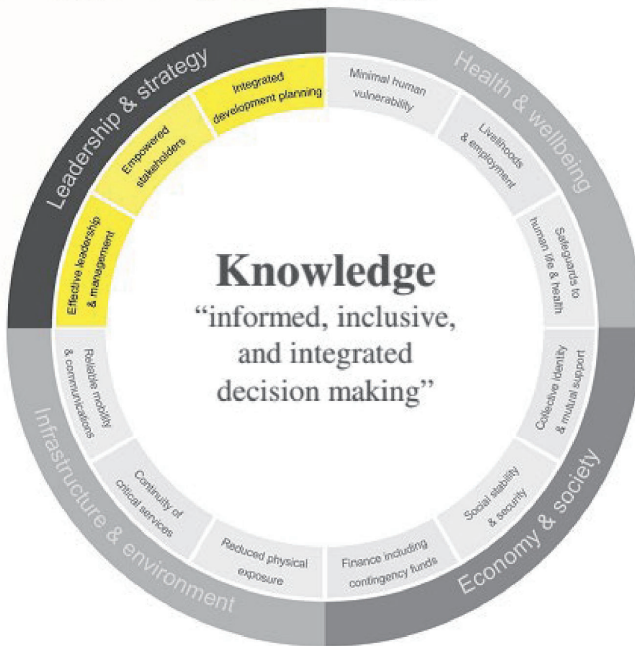 Leadership & strategy
Integrated
development planning
Empowered
stakeholders
Effective leadership
& management
Health & wellbeing
Minimal human
vulnerability
Livelihoods
& employment
Safeguards to
human life & health
Knowledge
“informed, inclusive,
and integrated
decision making”
Economy & society
Collective identity
& mutual support
Social stability
& security
Finance including
contingency funds
Infrastructure & environment
Reduced physical
exposure
Continuity of
critical services
Reliable mobility
& communications